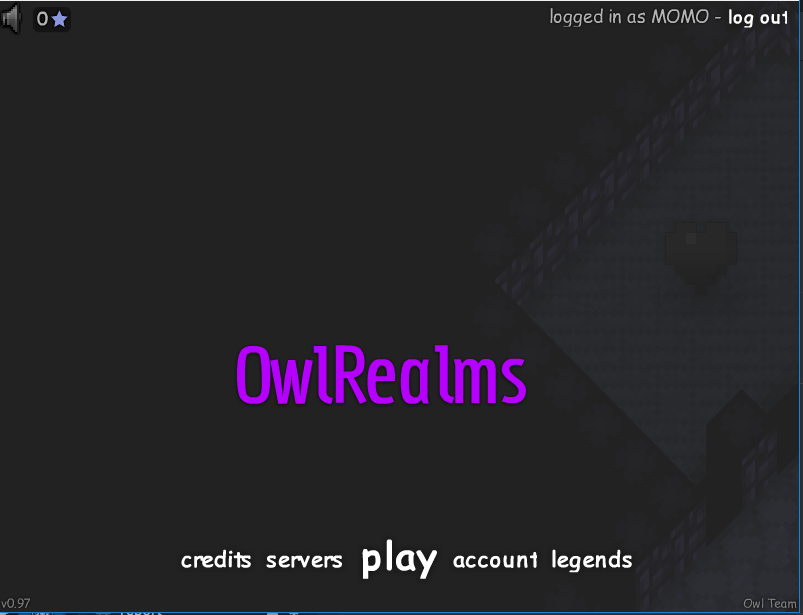 0
logged in as MOMO - log out
OwlRealms
credits servers play account legends
v0.97
Owl Team